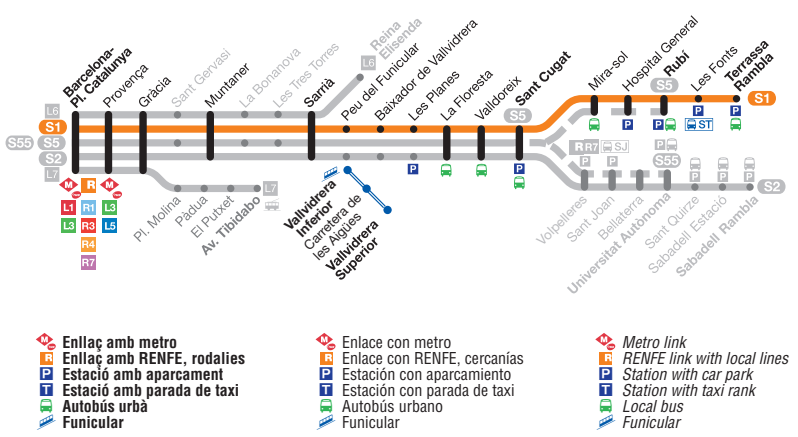 Barcelona-
Pl. Catalunya
Provença
Gràcia
Sant Gervasi
Muntaner
La Bonanova
Les Tres Torres
Sarrià
Reina
Elisenda
L6
Peu del Funicular
Baixador de Vallvidrera
Les Planes
La Floresta
Valldoreix
Sant Cugat
Mira-sol
Hospital General
Rubí
Les Fonts
Terrassa
Rambla
L6
S1
S55
S5
S2
L7
S5
S5
S1
P
P
P
ST
P
R R7
SJ
P
S55
S2
P
P
P
P
P
Pl. Molina
Pàdua
El Putxet
Av. Tibidabo
L7
Vallvidrera
Inferior
Carretera de
les Aigües
Vallvidrera
Superior
P
P
Volpelleres
Sant Joan
Bellaterra
Universitat Autònoma
Sant Quirze
Sabadell Estació
Sabadell Rambla
M
R
M
L1
R1
L3
L3
R3
L5
R4
R7
M Enllaç amb metro
R Enllaç amb RENFE, rodalies
P Estació amb aparcament
T Estació amb parada de taxi
Autobús urbà
Funicular
M Enlace con metro
R Enlace con RENFE, cercanías
P Estación con aparcamiento
T Estación con parada de taxi
Autobús urbano
Funicular
M Metro link
R RENFE link with local lines
P Station with car park
T Station with taxi rank
Local bus
Funicular